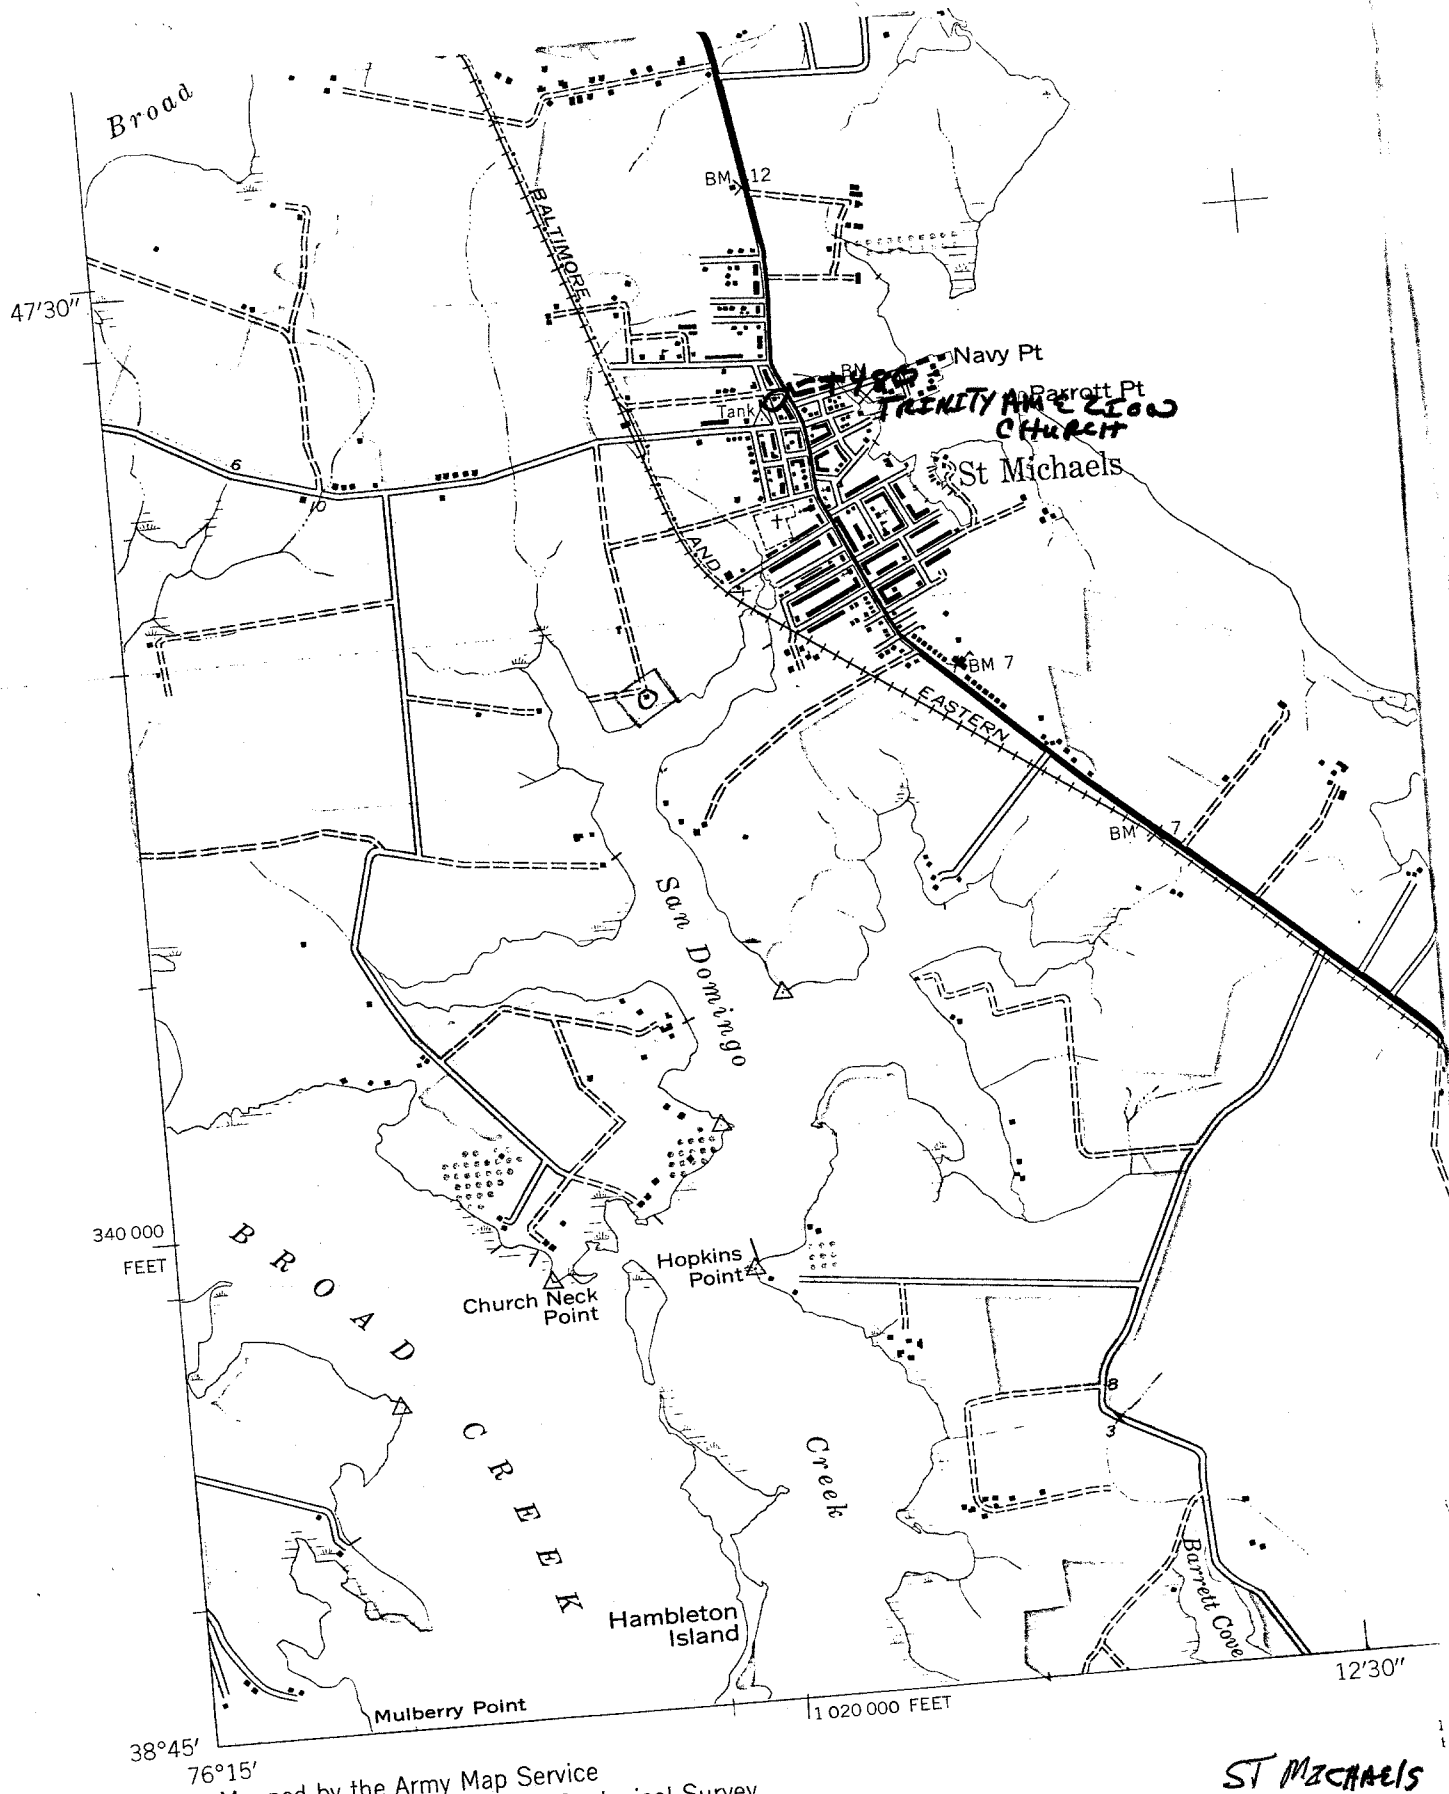 Broad
BM 12
BALTIMORE
47'30"
Navy Pt
BM
Parrott Pt
Tank
TRINITY AME ZION
CHURCH
St Michaels
6
10
AND
BM 7
EASTERN
BM 7
San Domingo
340 000
FEET
BROAD
Hopkins
Point
Church Neck
Point
8
3
CREEK
Creek
Barrett Cove
Hambleton
Island
12'30"
Mulberry Point
1 020 000 FEET
38°45'
76°15'
by the Army Map Service
Survey
ST MICHAELS